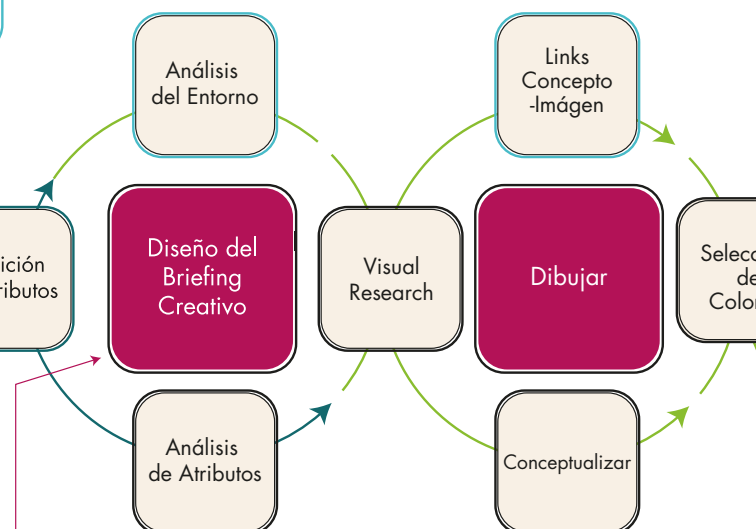 Análisis
del Entorno
Links
Concepto
-Imágen
ición
ributos
Diseño del
Briefing
Creativo
Visual
Research
Dibujar
Selecc
de
Colo
Análisis
de Atributos
Conceptualizar